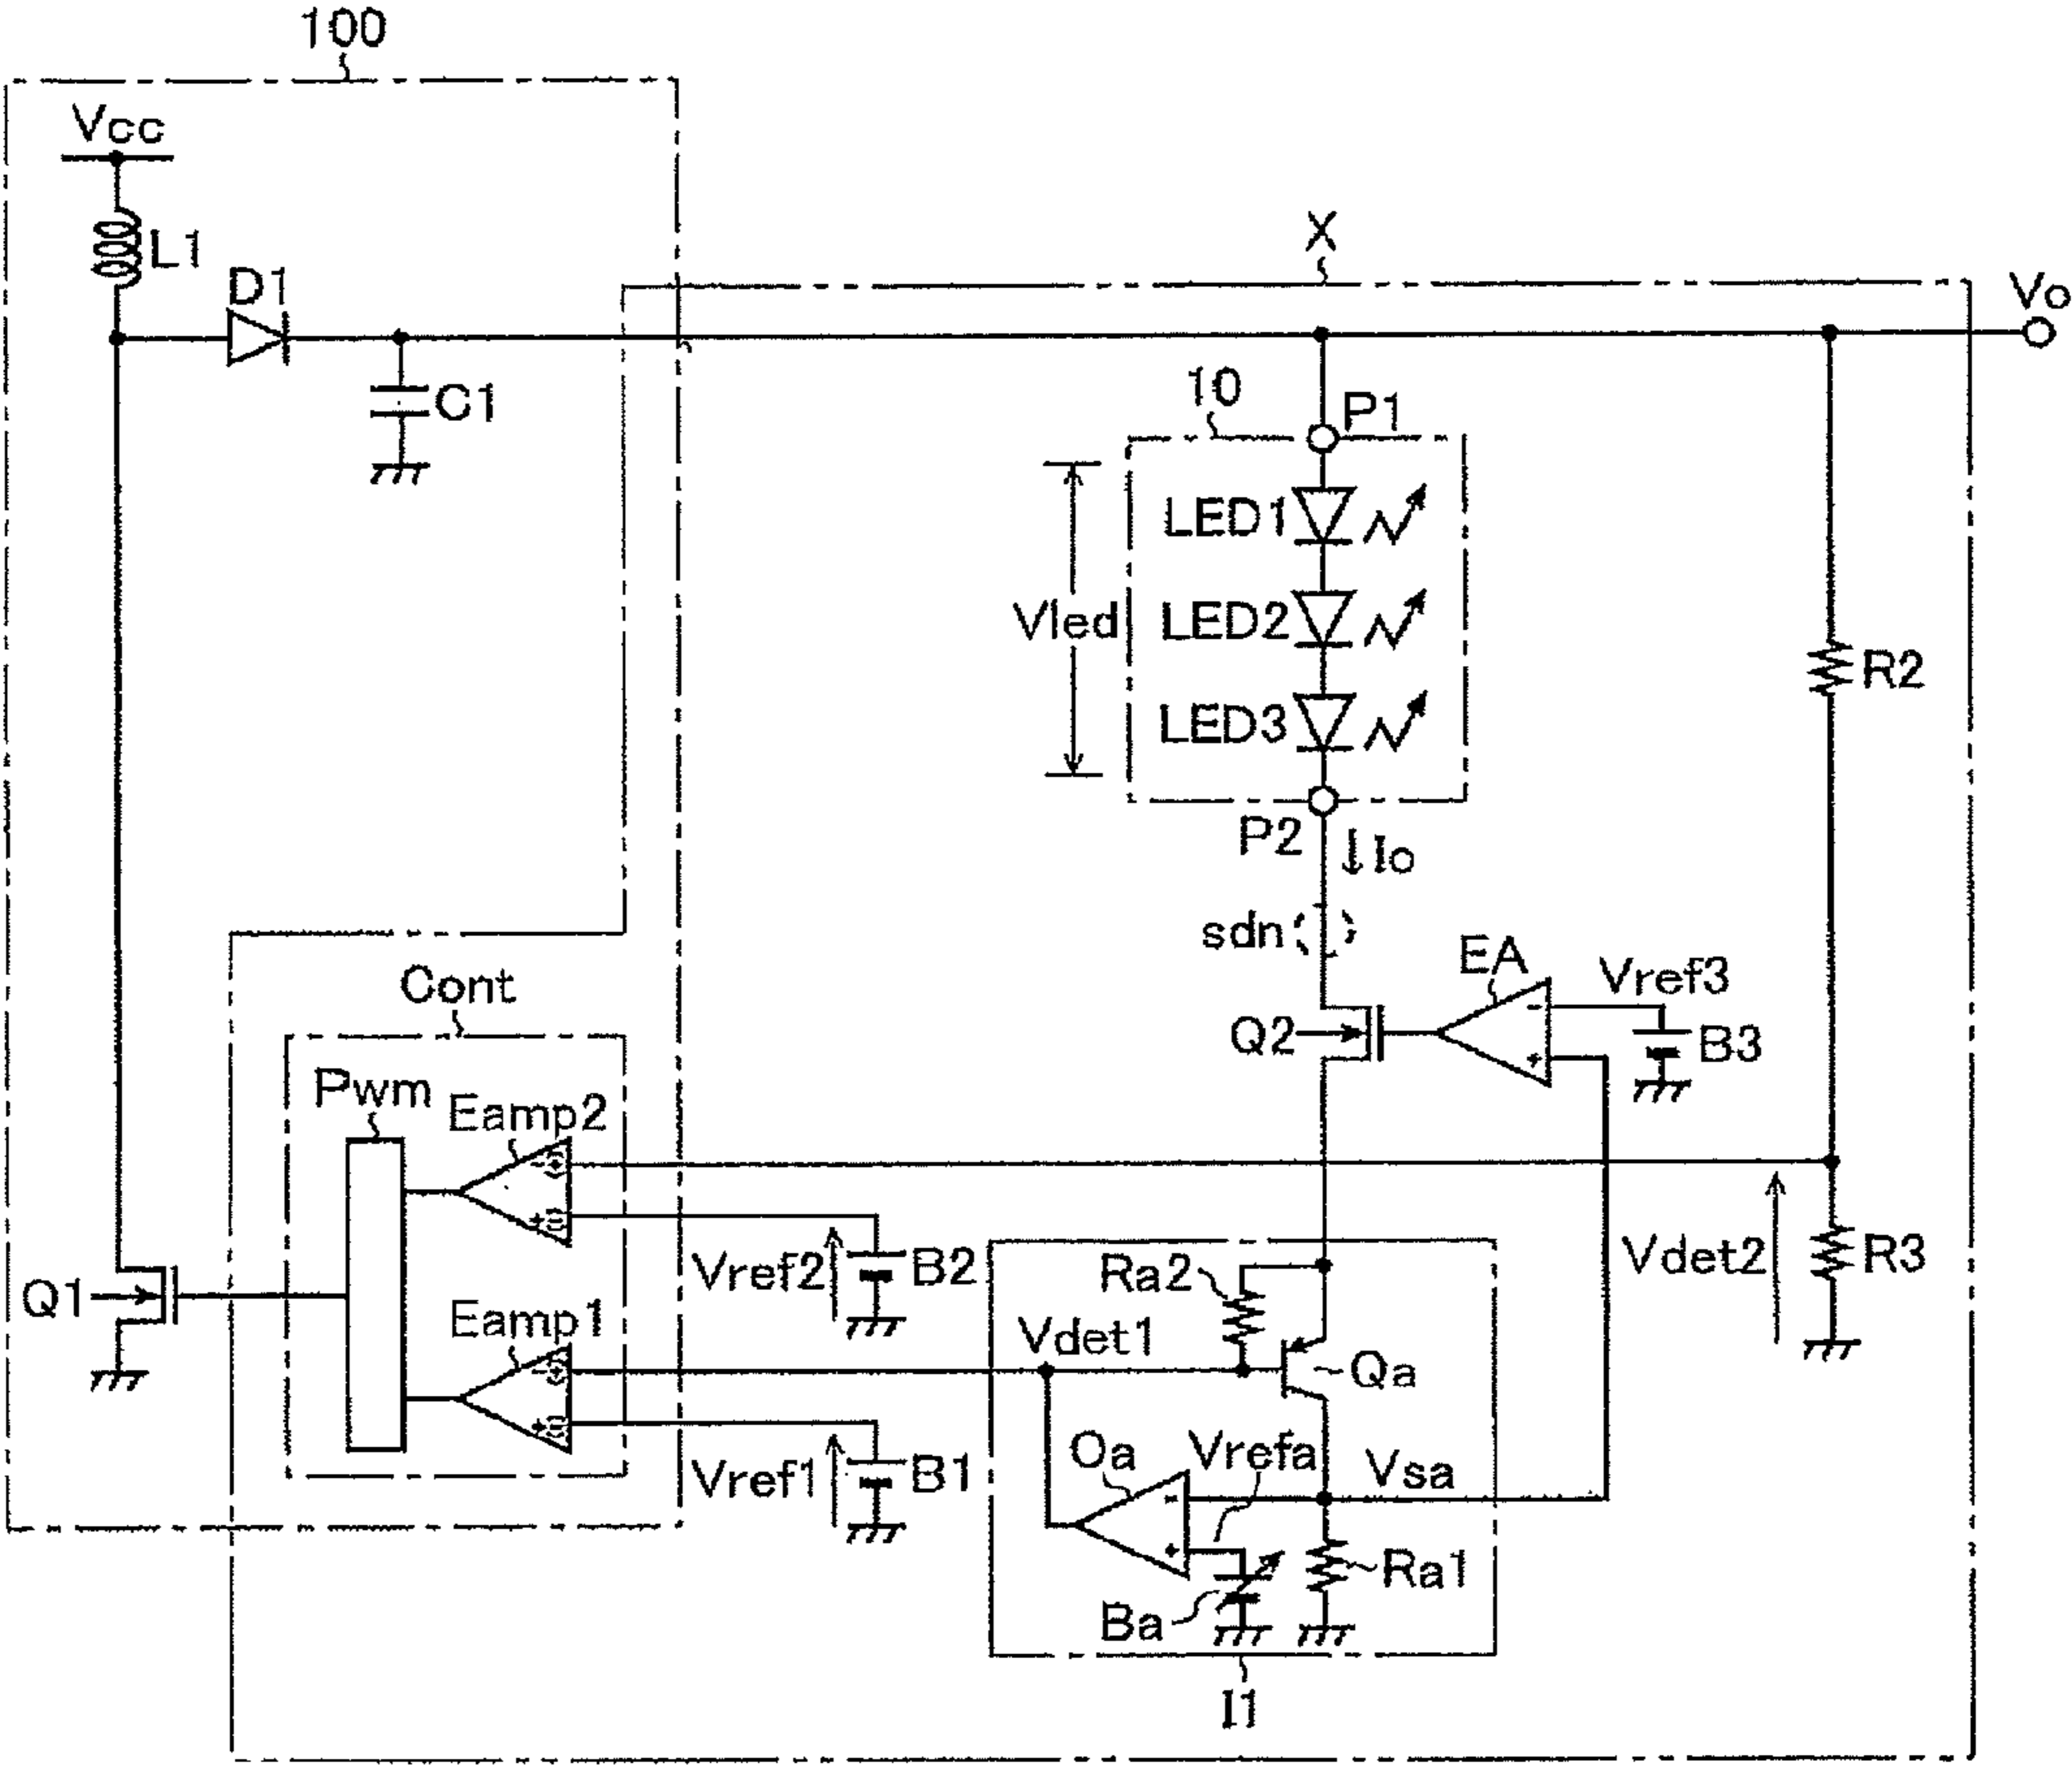 100
Vcc
L1
D1
C1
X
Vo
10
P1
LED1
LED2
LED3
Vled
P2
Io
sdn
R2
EA
Vref3
Q2
- +
B3
Cont
Pwm
Eamp2
-(+)
+(-)
Vref2
B2
Q1
Eamp1
-(+)
+(-)
Vref1
B1
Ra2
Vdet1
Qa
Vdet2
R3
Oa
Vrefa
Vsa
- +
Ra1
Ba
I1